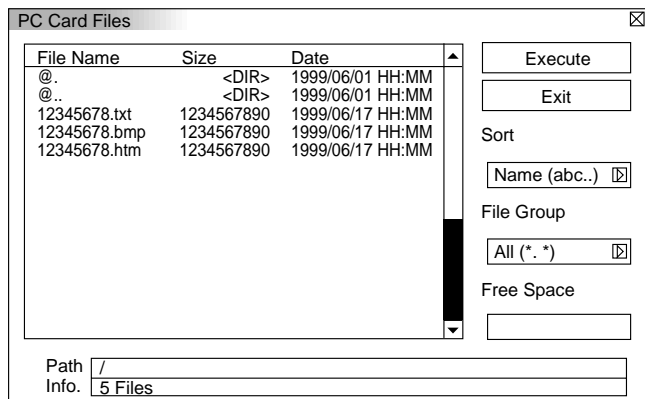 PC Card Files
File Name Size Date
@. <DIR> 1999/06/01 HH:MM
@.. <DIR> 1999/06/01 HH:MM
12345678.txt 1234567890 1999/06/17 HH:MM
12345678.bmp 1234567890 1999/06/17 HH:MM
12345678.htm 1234567890 1999/06/17 HH:MM
Execute
Exit
Sort
Name (abc..)
File Group
All (*. *)
Free Space
Path /
Info. 5 Files